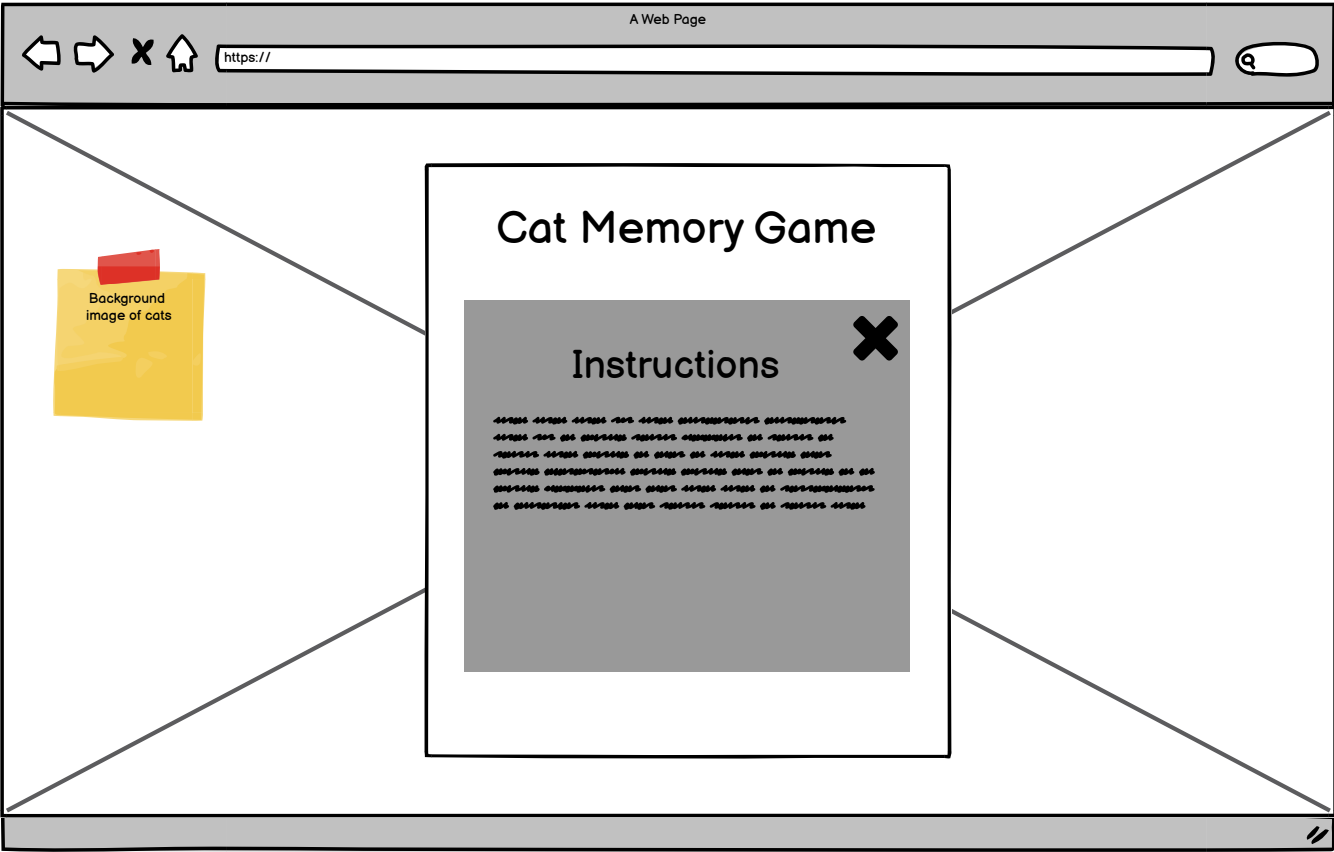 A Web Page
https://
Cat Memory Game
Background
image of cats
Instructions